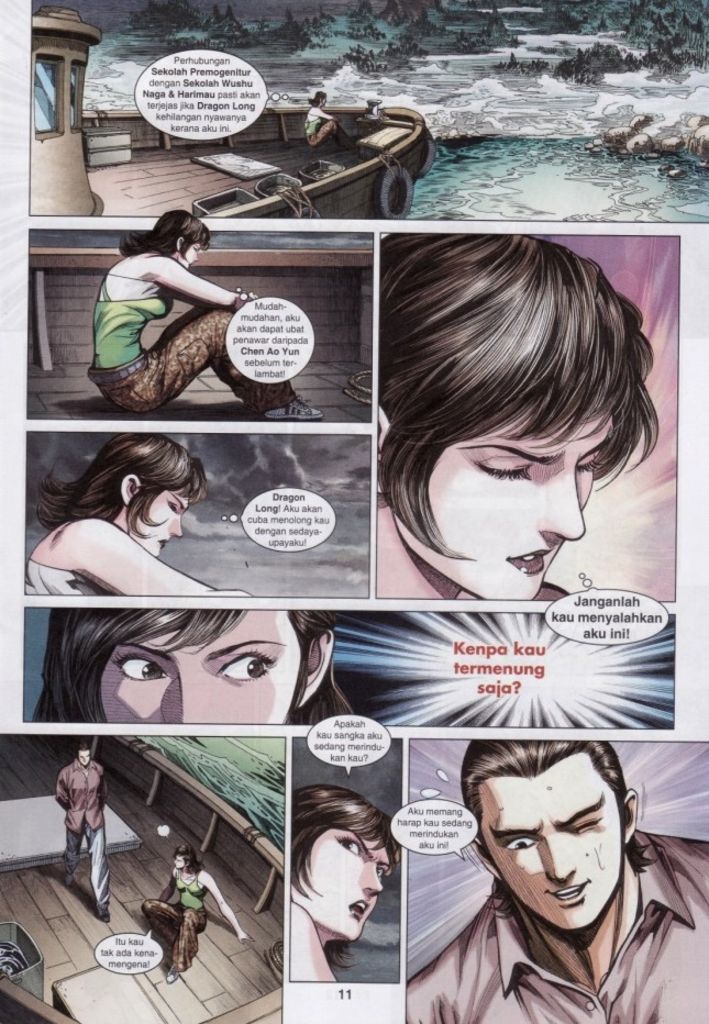 Perhubungan
Sekolah Premogenitur
dengan Sekolah Wushu
Naga & Harimau pasti akan
terjejas jika Dragon Long
kehilangan nyawanya
kerana aku ini.
Mudah-
mudahan, aku
akan dapat ubat
penawar daripada
Chen Ao Yun
sebelum ter-
lambat!
Dragon
Long! Aku akan
cuba menolong kau
dengan sedaya-
upayaku!
Janganlah
kau menyalahkan
aku ini!
Kenpa kau
termenung
saja?
Itu kau
tak ada kena-
mengena!
Apakah
kau sangka aku
sedang merindu-
kan kau?
Aku memang
harap kau sedang
merindukan
aku ini!
11